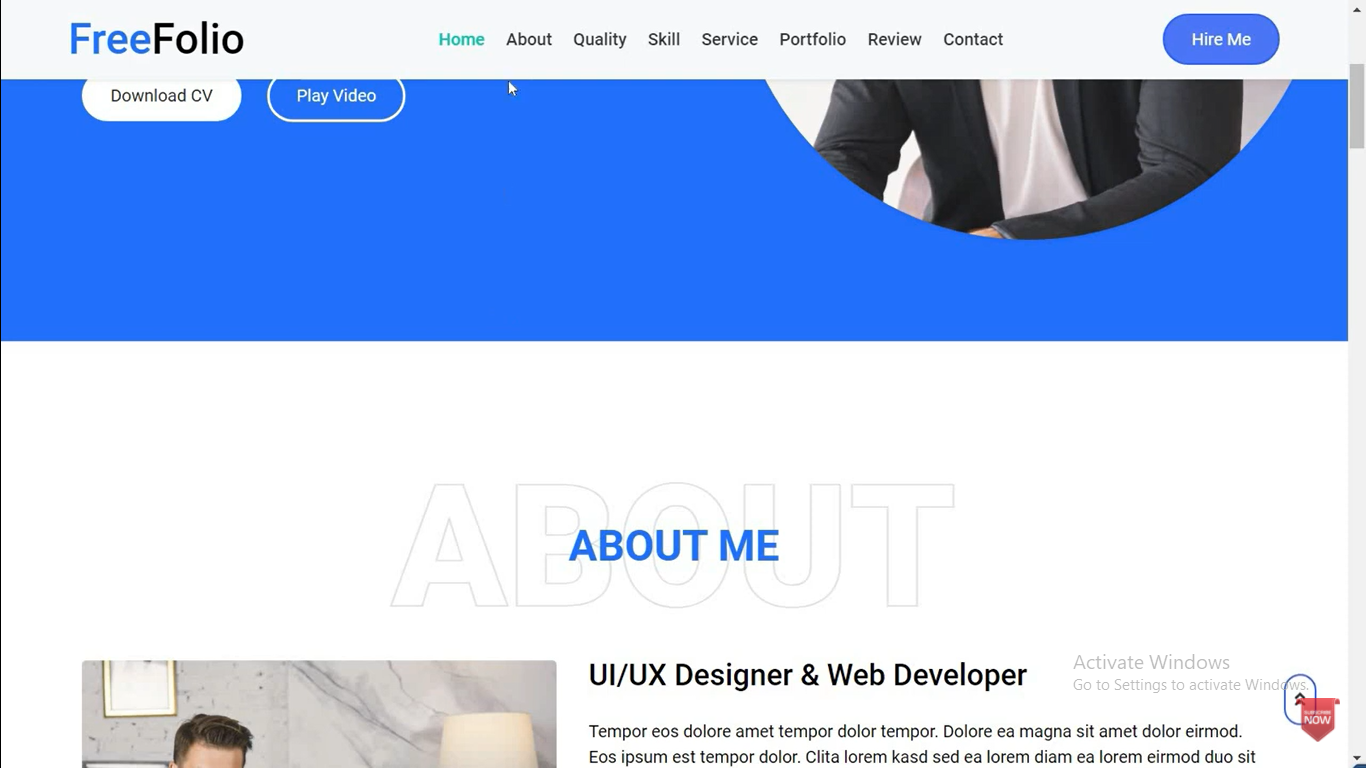 FreeFolio
Home About Quality Skill Service Portfolio Review Contact
Hire Me
Download CV
Play Video
ABOUT
ABOUT ME
UI/UX Designer & Web Developer
Tempor eos dolore amet tempor dolor tempor. Dolore ea magna sit amet dolor eirmod.
Eos ipsum est tempor dolor. Clita lorem kasd sed ea lorem diam ea lorem eirmod duo sit
Activate Windows
Go to Settings to activate Windows.
SUBSCRIBE
NOW